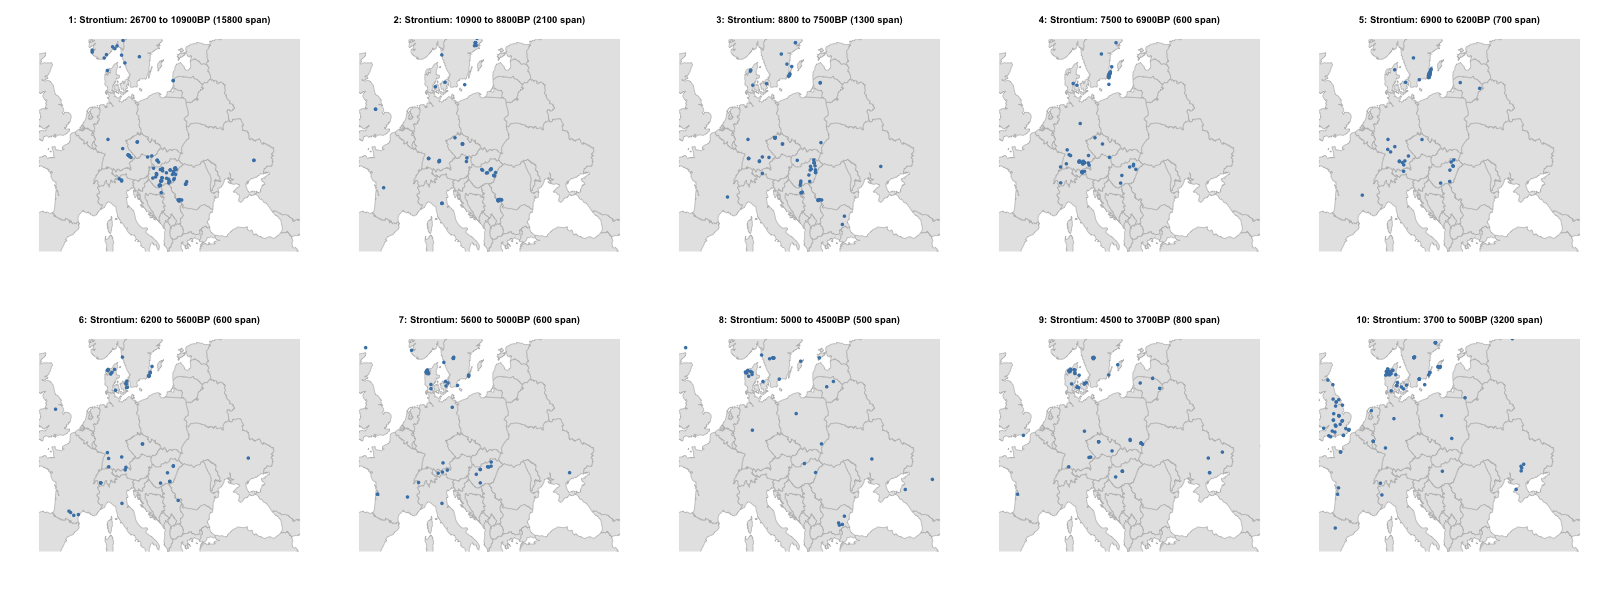 1: Strontium: 26700 to 10900BP (15800 span)
2: Strontium: 10900 to 8800BP (2100 span)
3: Strontium: 8800 to 7500BP (1300 span)
4: Strontium: 7500 to 6900BP (600 span)
5: Strontium: 6900 to 6200BP (700 span)
6: Strontium: 6200 to 5600BP (600 span)
7: Strontium: 5600 to 5000BP (600 span)
8: Strontium: 5000 to 4500BP (500 span)
9: Strontium: 4500 to 3700BP (800 span)
10: Strontium: 3700 to 500BP (3200 span)